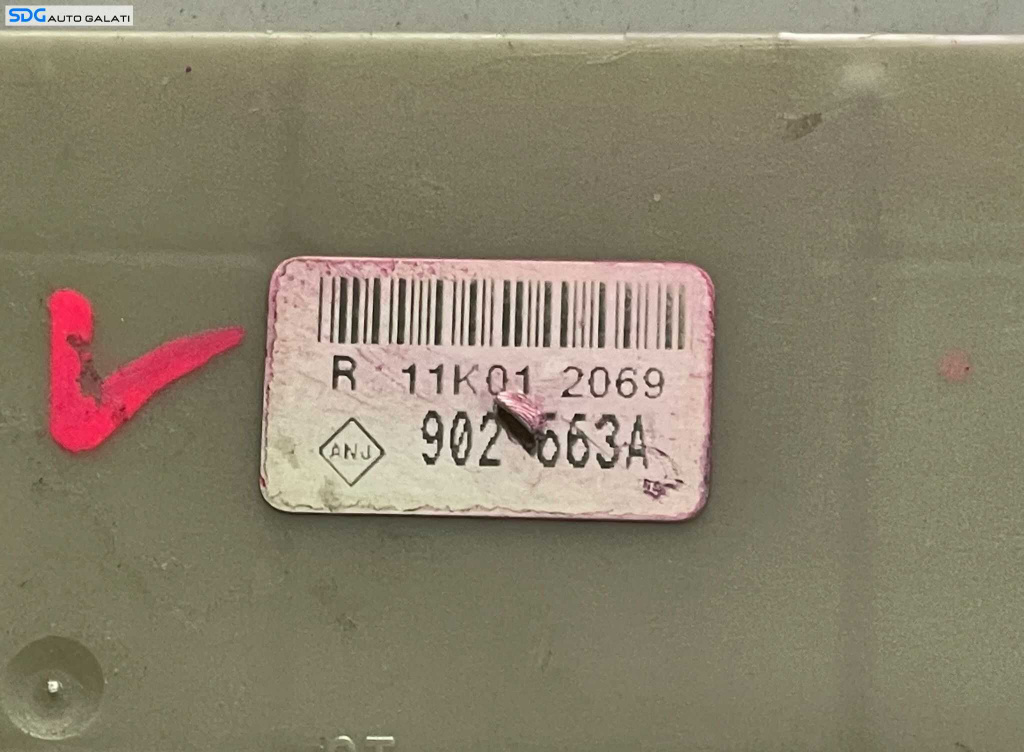 SDG AUTO GALATI
R 11K01 2069
ANJ
902 663A